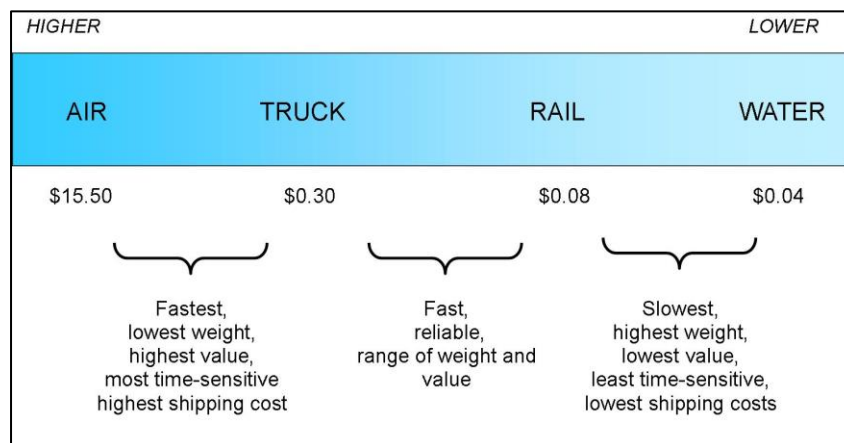 HIGHER LOWER
AIR TRUCK RAIL WATER
$15.50 $0.30 $0.08 $0.04
Fastest,
lowest weight,
highest value,
most time-sensitive
highest shipping cost
Fast,
reliable,
range of weight and
value
Slowest,
highest weight,
lowest value,
least time-sensitive,
lowest shipping costs